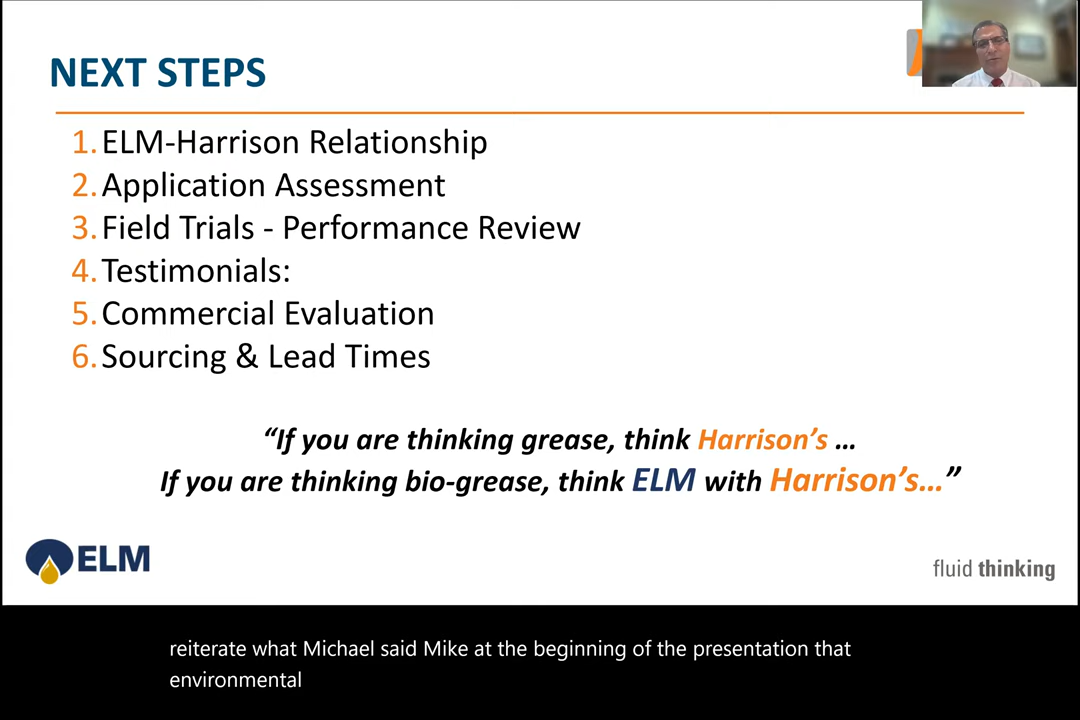 NEXT STEPS
1. ELM-Harrison Relationship
2. Application Assessment
3. Field Trials - Performance Review
4. Testimonials:
5. Commercial Evaluation
6. Sourcing & Lead Times
“If you are thinking grease, think Harrison’s …
If you are thinking bio-grease, think ELM with Harrison’s…”
ELM
fluid thinking
reiterate what Michael said Mike at the beginning of the presentation that
environmental